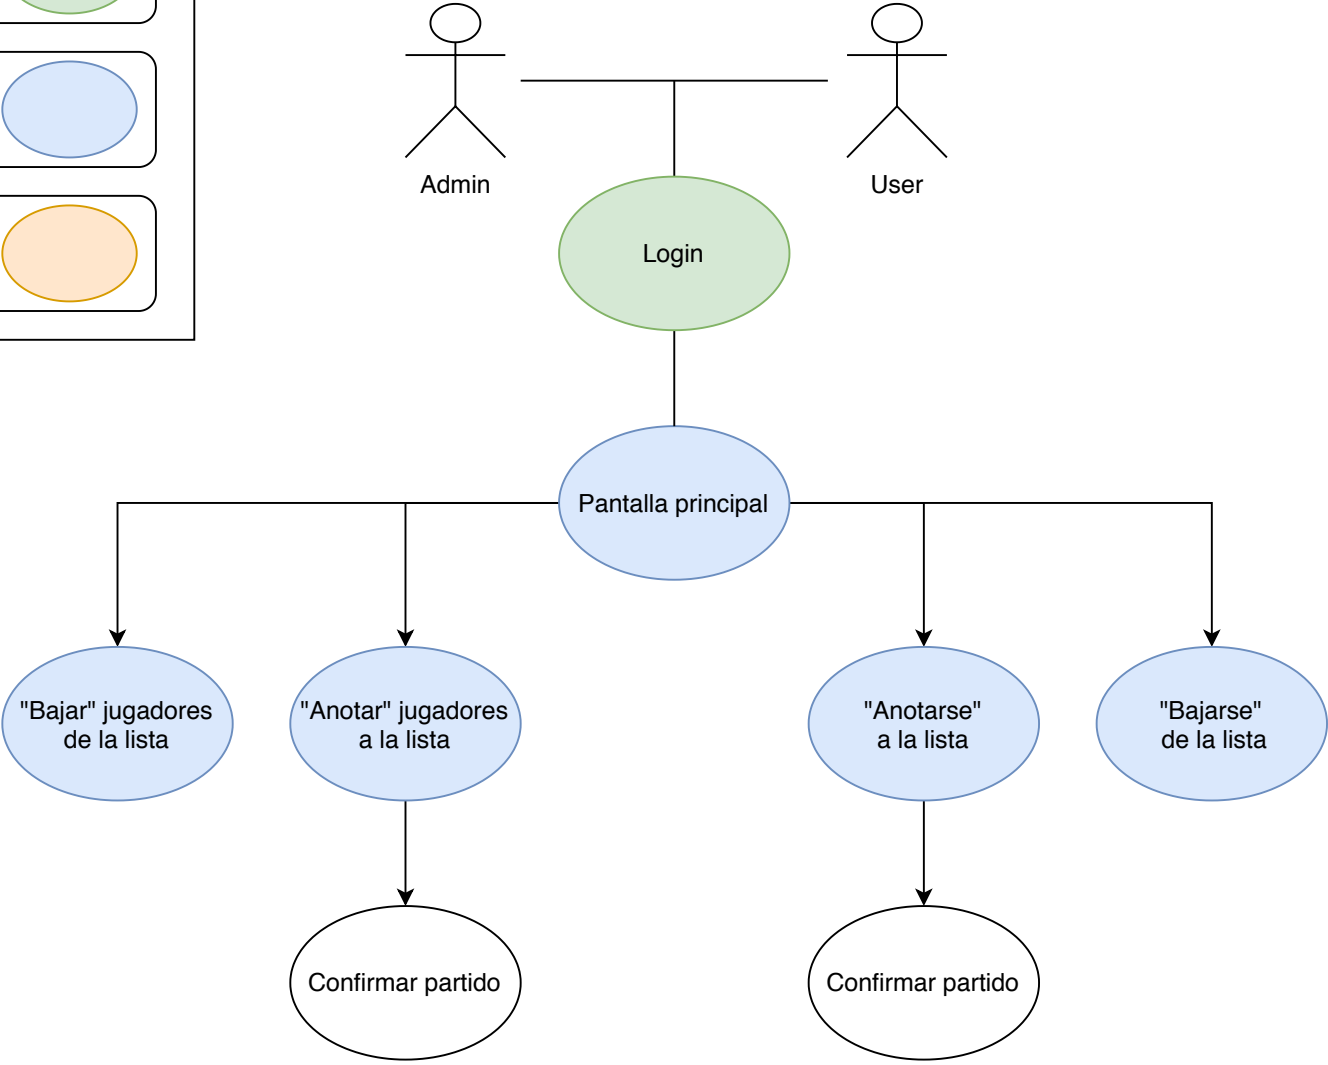 Admin
User
Login
Pantalla principal
"Bajar" jugadores
de la lista
"Anotar" jugadores
a la lista
"Anotarse"
a la lista
"Bajarse"
de la lista
Confirmar partido
Confirmar partido